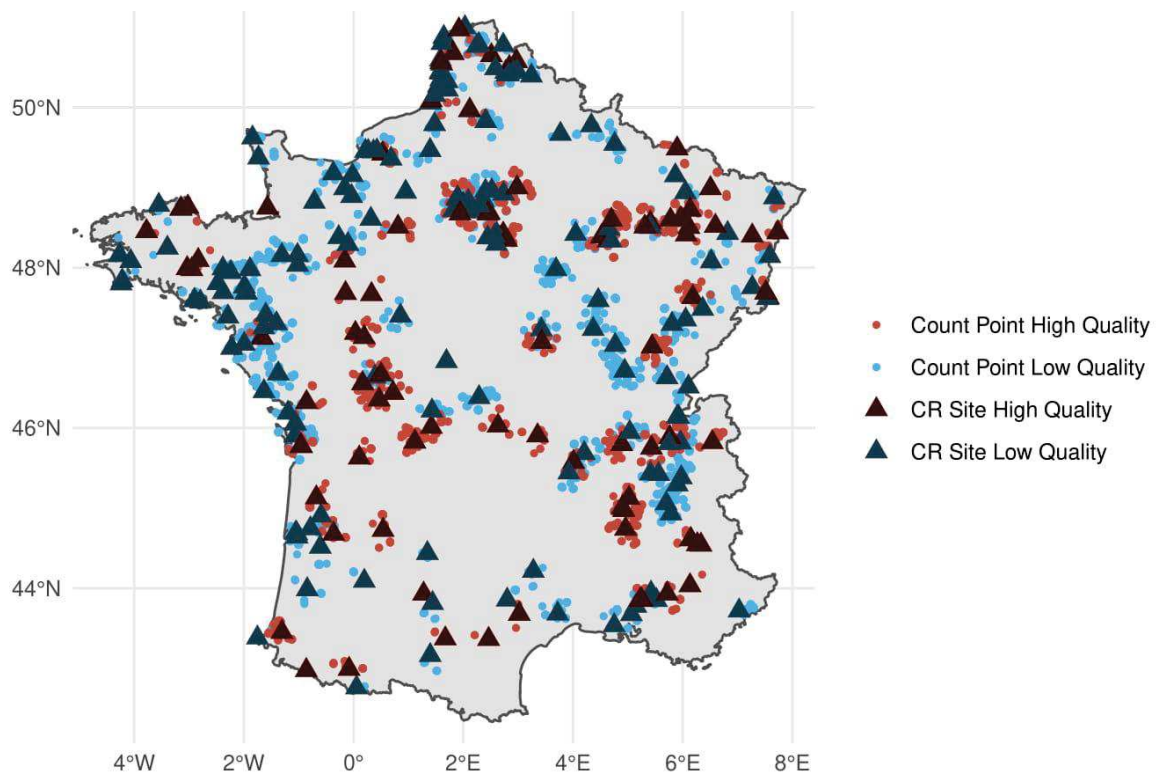 50°N
48°N
46°N
44°N
4°W 2°W 0° 2°E 4°E 6°E 8°E
Count Point High Quality
Count Point Low Quality
CR Site High Quality
CR Site Low Quality